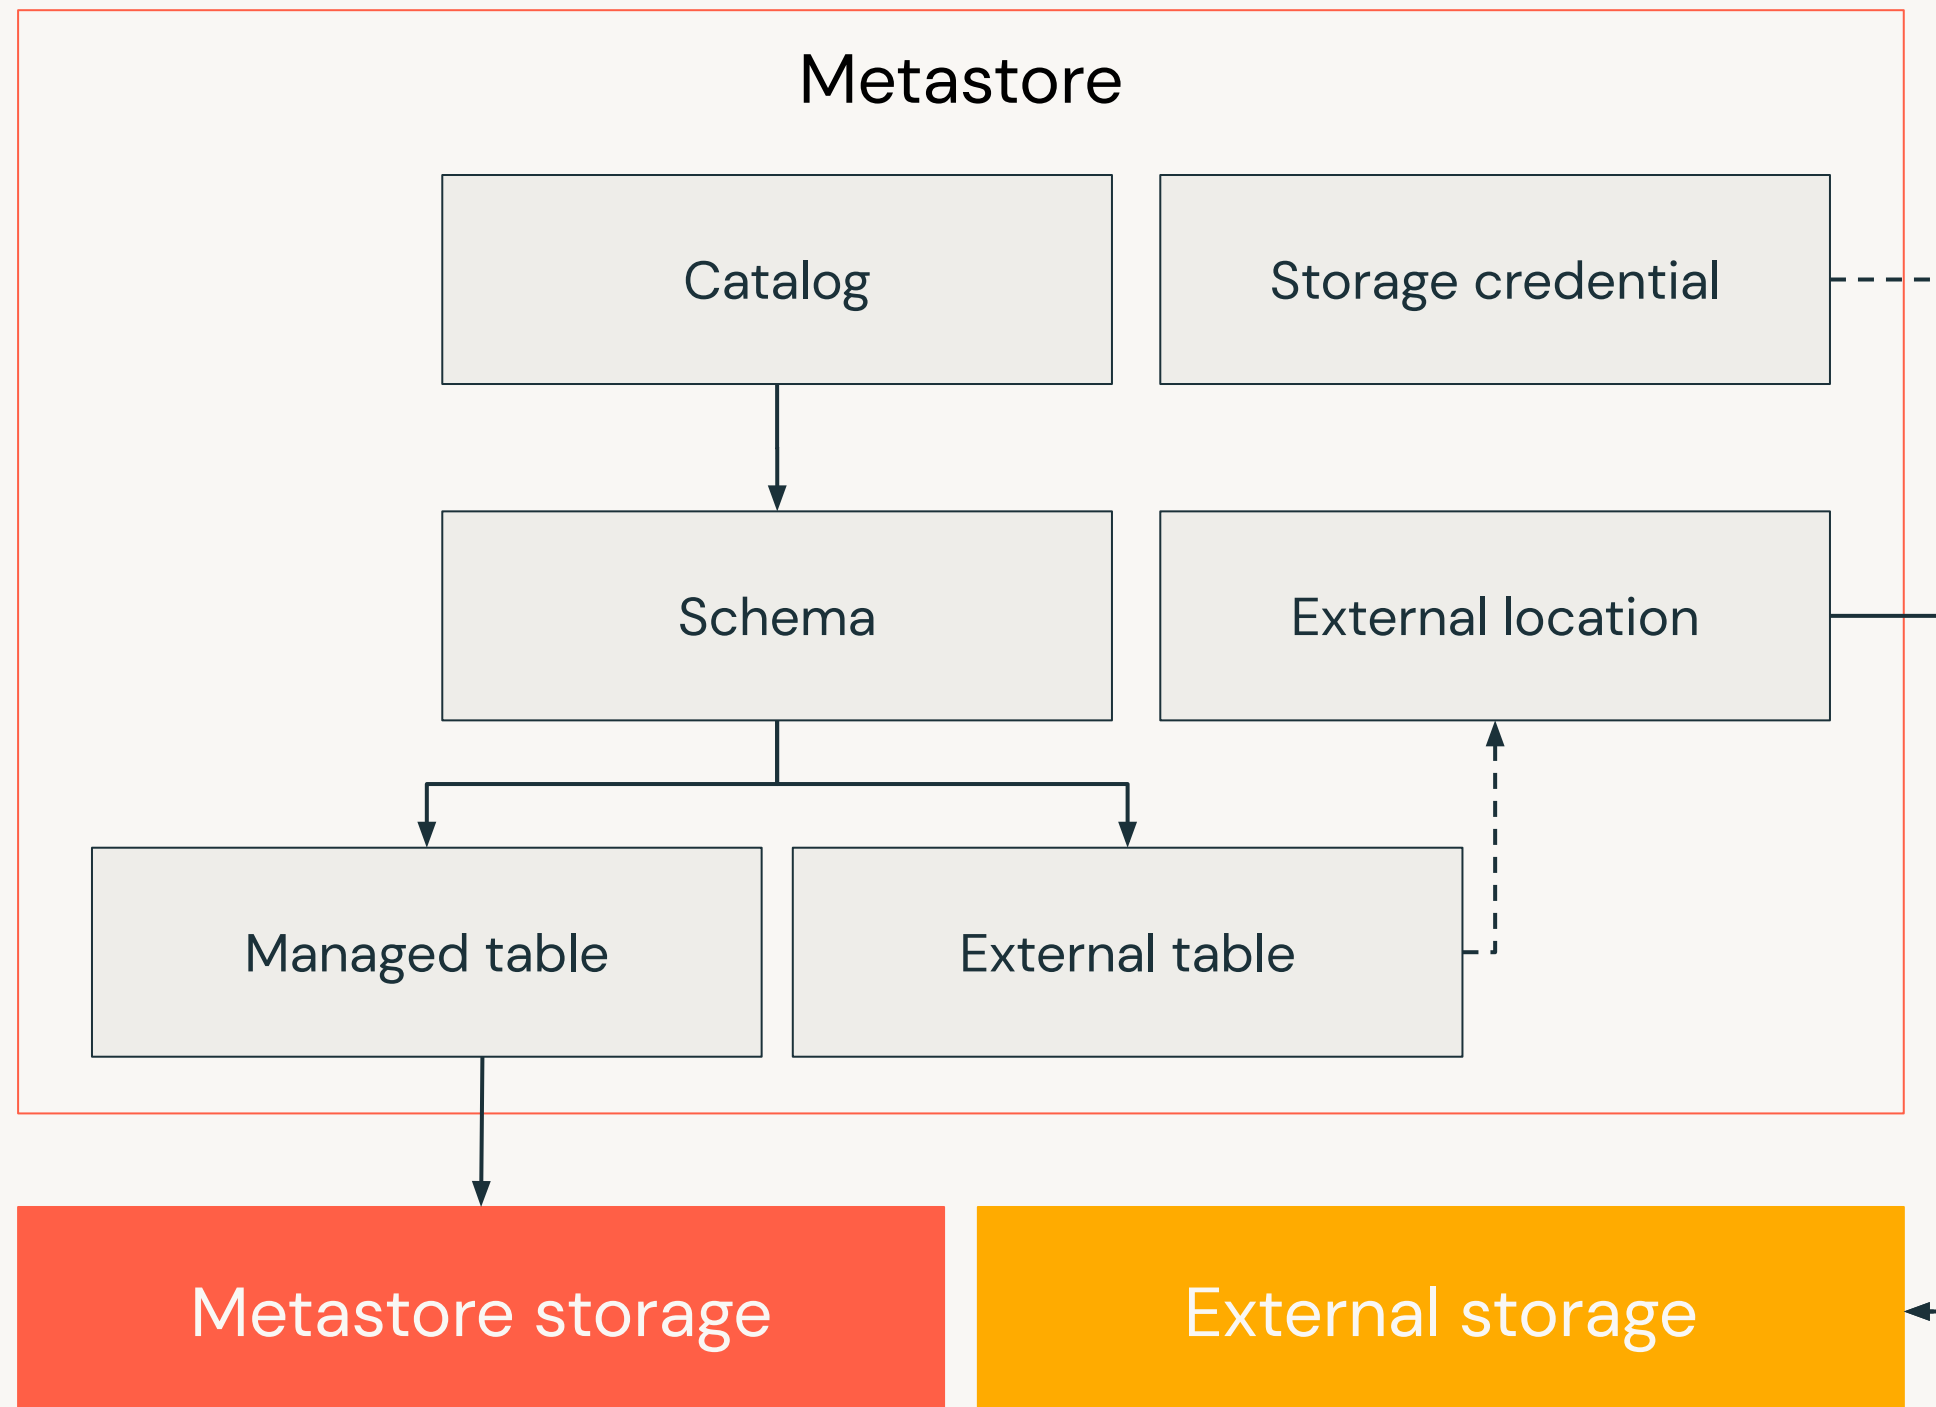 Metastore
Catalog
Storage credential
Schema
External location
Managed table
External table
Metastore storage
External storage